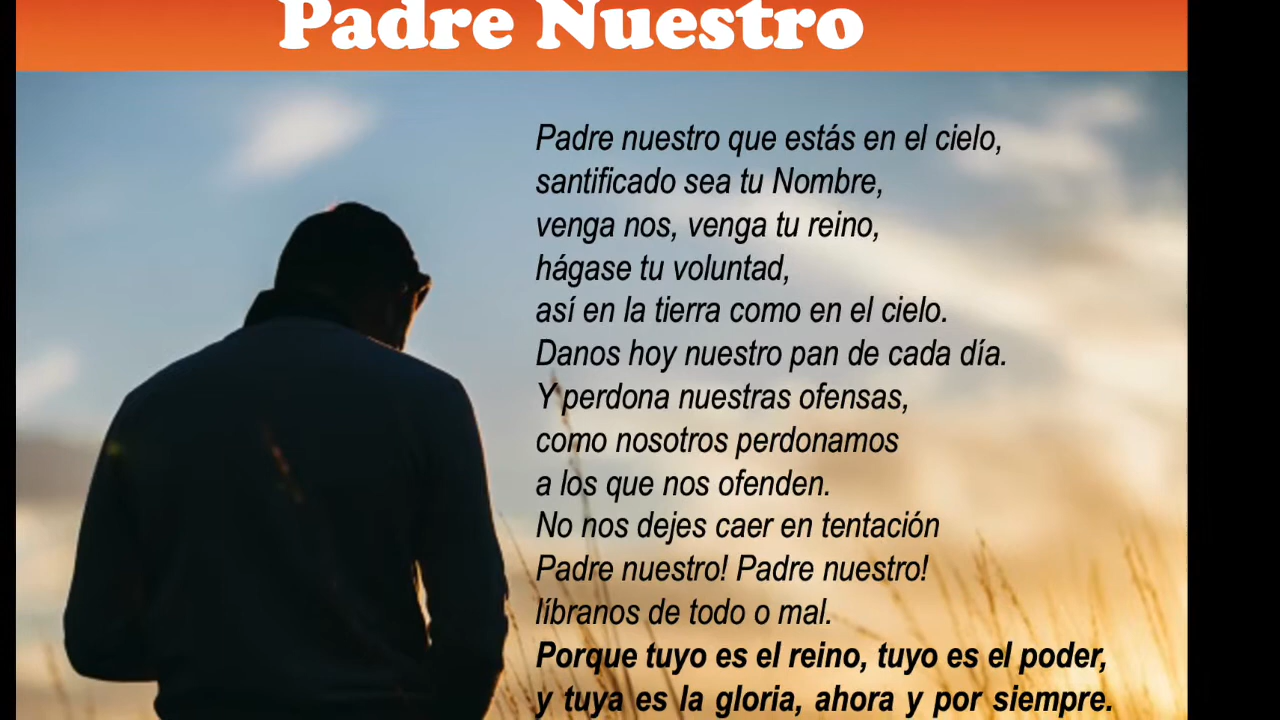 Padre Nuestro
Padre nuestro que estás en el cielo,
santificado sea tu Nombre,
venga nos, venga tu reino,
hágase tu voluntad,
así en la tierra como en el cielo.
Danos hoy nuestro pan de cada día.
Y perdona nuestras ofensas,
como nosotros perdonamos
a los que nos ofenden.
No nos dejes caer en tentación
Padre nuestro! Padre nuestro!
líbranos de todo o mal.
Porque tuyo es el reino, tuyo es el poder,
y tuya es la gloria, ahora y por siempre.